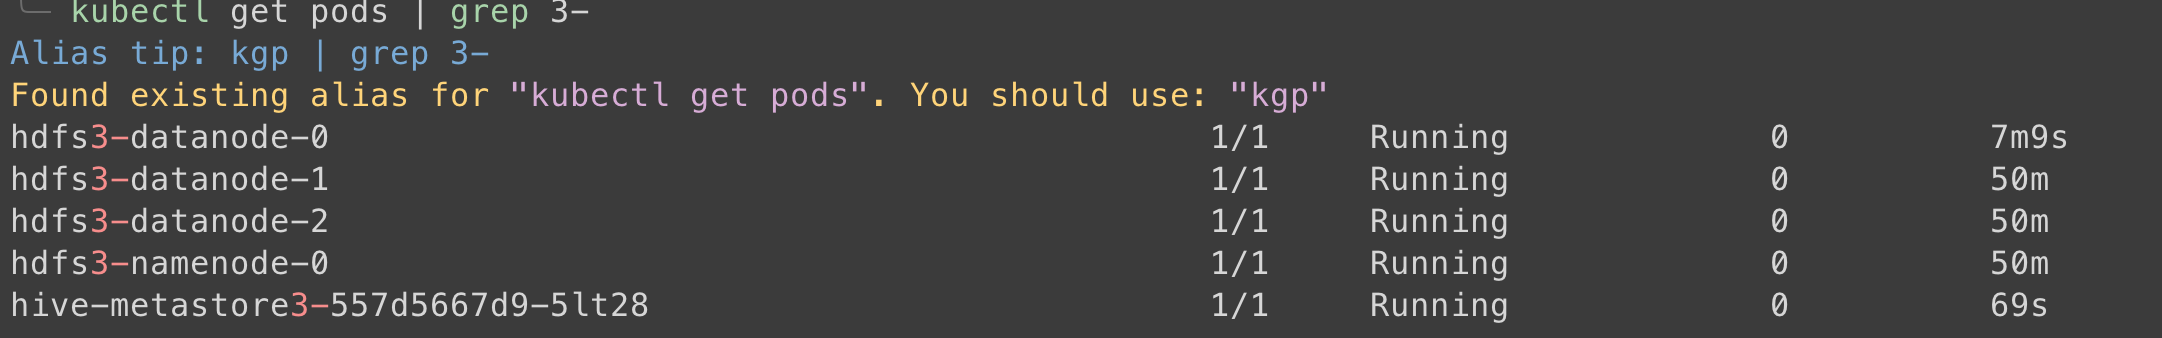 kubectl get pods | grep 3-
Alias tip: kgp | grep 3-
Found existing alias for "kubectl get pods". You should use: "kgp"
hdfs3-datanode-0 1/1 Running 0 7m9s
hdfs3-datanode-1 1/1 Running 0 50m
hdfs3-datanode-2 1/1 Running 0 50m
hdfs3-namenode-0 1/1 Running 0 50m
hive-metastore3-557d5667d9-5lt28 1/1 Running 0 69s